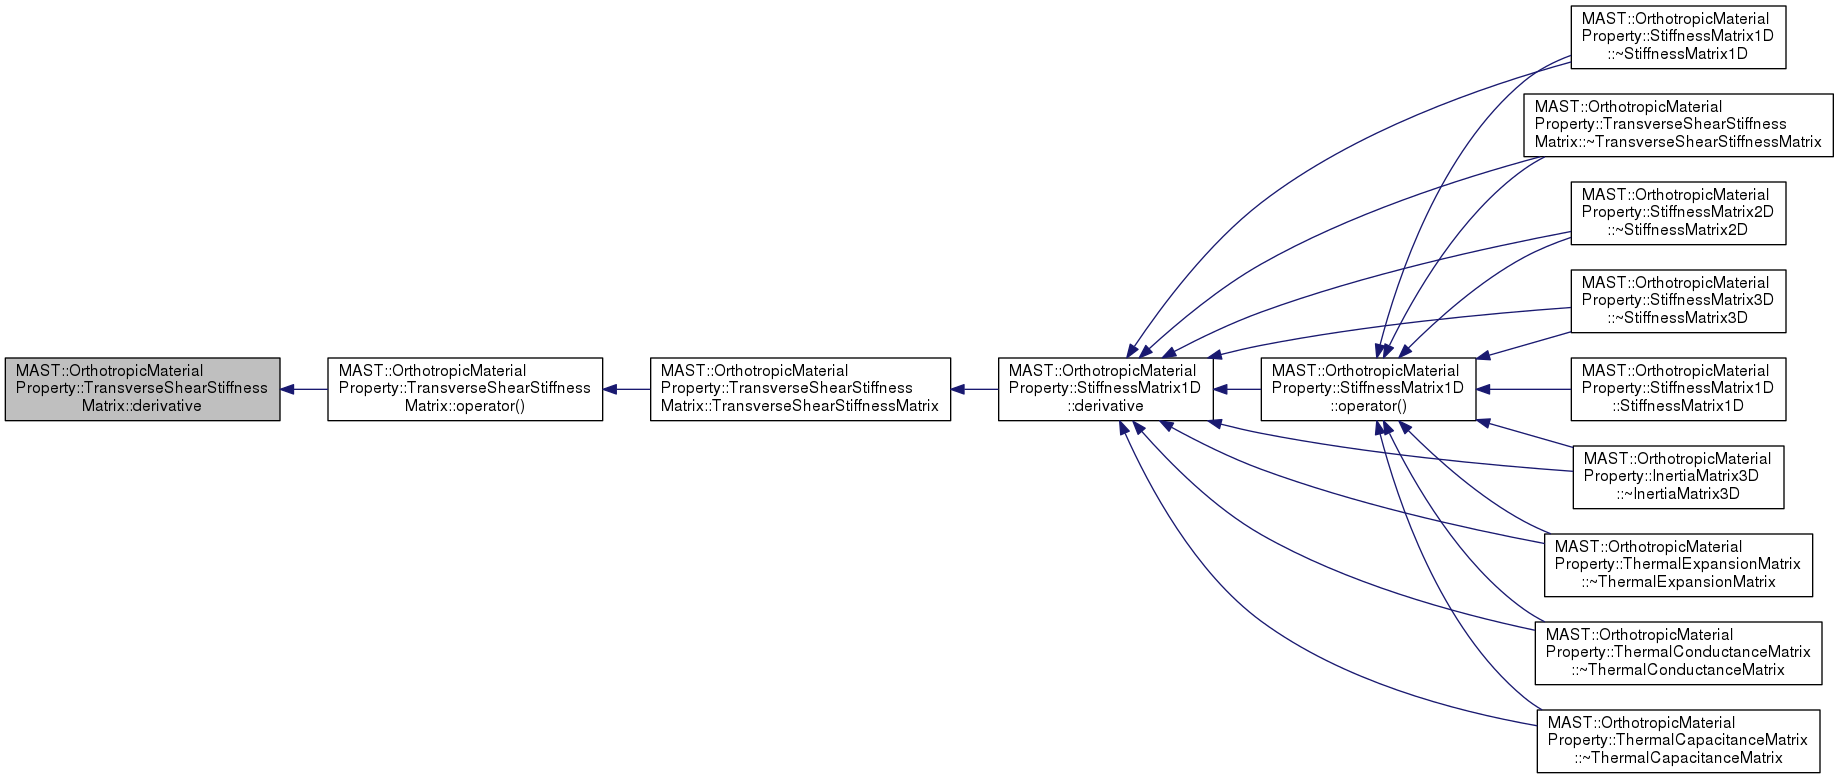 MAST::OrthotropicMaterial
Property::TransverseShearStiffness
Matrix::derivative
MAST::OrthotropicMaterial
Property::TransverseShearStiffness
Matrix::operator()
MAST::OrthotropicMaterial
Property::TransverseShearStiffness
Matrix::TransverseShearStiffnessMatrix
MAST::OrthotropicMaterial
Property::StiffnessMatrix1D
::derivative
MAST::OrthotropicMaterial
Property::StiffnessMatrix1D
::operator()
MAST::OrthotropicMaterial
Property::StiffnessMatrix1D
::~StiffnessMatrix1D
MAST::OrthotropicMaterial
Property::TransverseShearStiffness
Matrix::~TransverseShearStiffnessMatrix
MAST::OrthotropicMaterial
Property::StiffnessMatrix2D
::~StiffnessMatrix2D
MAST::OrthotropicMaterial
Property::StiffnessMatrix3D
::~StiffnessMatrix3D
MAST::OrthotropicMaterial
Property::StiffnessMatrix1D
::StiffnessMatrix1D
MAST::OrthotropicMaterial
Property::InertiaMatrix3D
::~InertiaMatrix3D
MAST::OrthotropicMaterial
Property::ThermalExpansionMatrix
::~ThermalExpansionMatrix
MAST::OrthotropicMaterial
Property::ThermalConductanceMatrix
::~ThermalConductanceMatrix
MAST::OrthotropicMaterial
Property::ThermalCapacitanceMatrix
::~ThermalCapacitanceMatrix